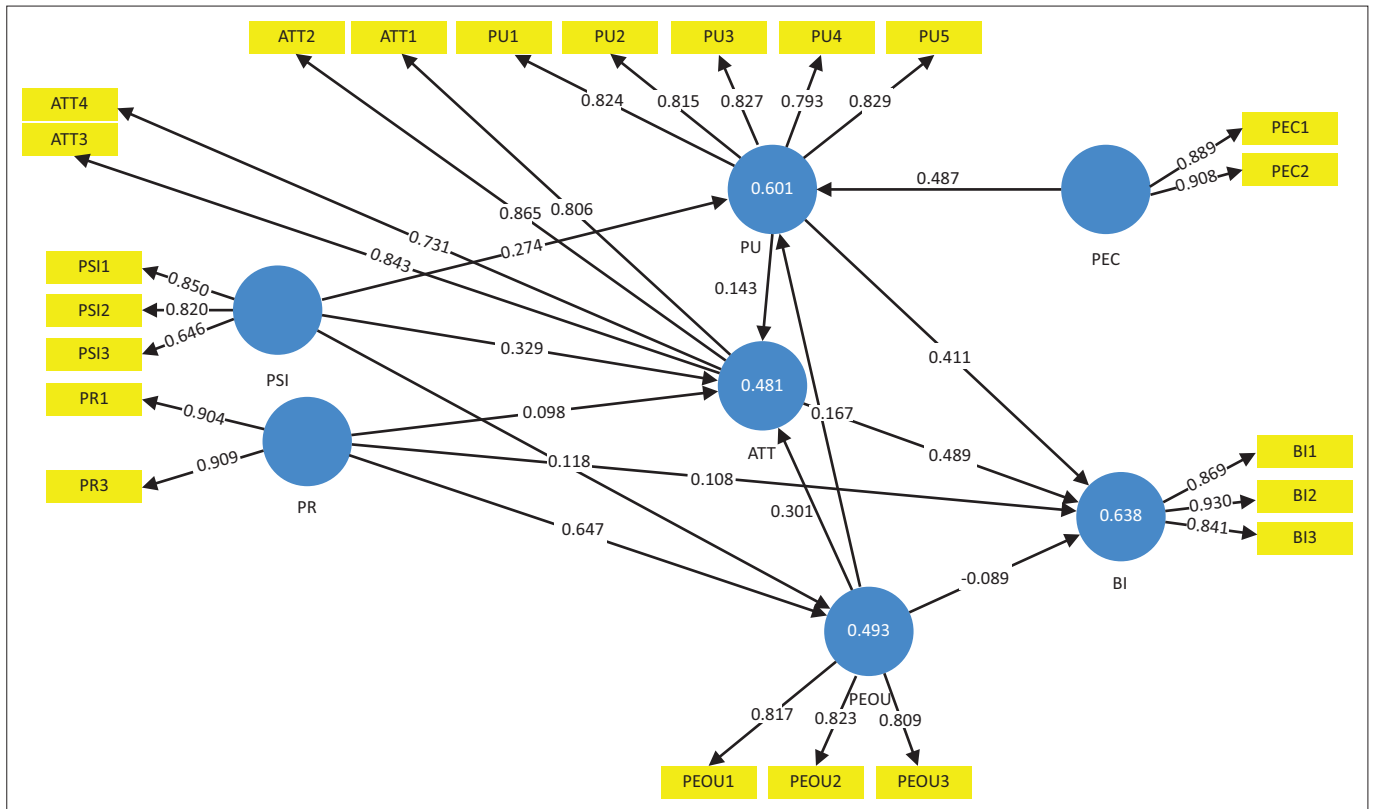 ATT2 ATT1 PU1 PU2 PU3 PU4 PU5
ATT4
ATT3
0.824 0.815 0.827 0.793 0.829
PEC1
0.889
PEC2
0.908
0.601
0.487
PU
PEC
0.865 0.806
0.731
0.274
0.843
PSI1
0.850
PSI2
0.820
PSI3
0.646
PSI
0.143
0.329
0.411
PR1
0.904
0.481
0.098
0.167
ATT
0.489
PR3
0.909
PR
0.118
0.108
0.301
0.647
BI1
0.869
BI2
0.930
BI3
0.841
0.638
BI
-0.089
0.493
PEOU
0.817 0.823 0.809
PEOU1 PEOU2 PEOU3